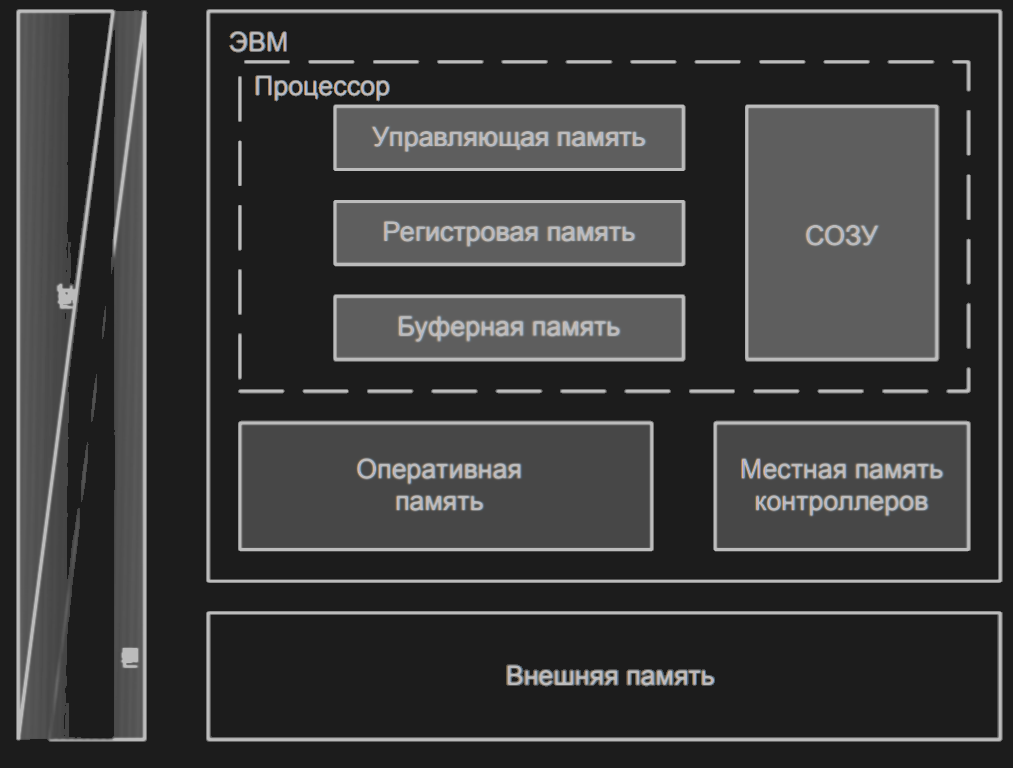 ЭВМ
Процессор
Управляющая память
Регистровая память
Буферная память
СОЗУ
Оперативная
память
Местная память
контроллеров
Внешняя память